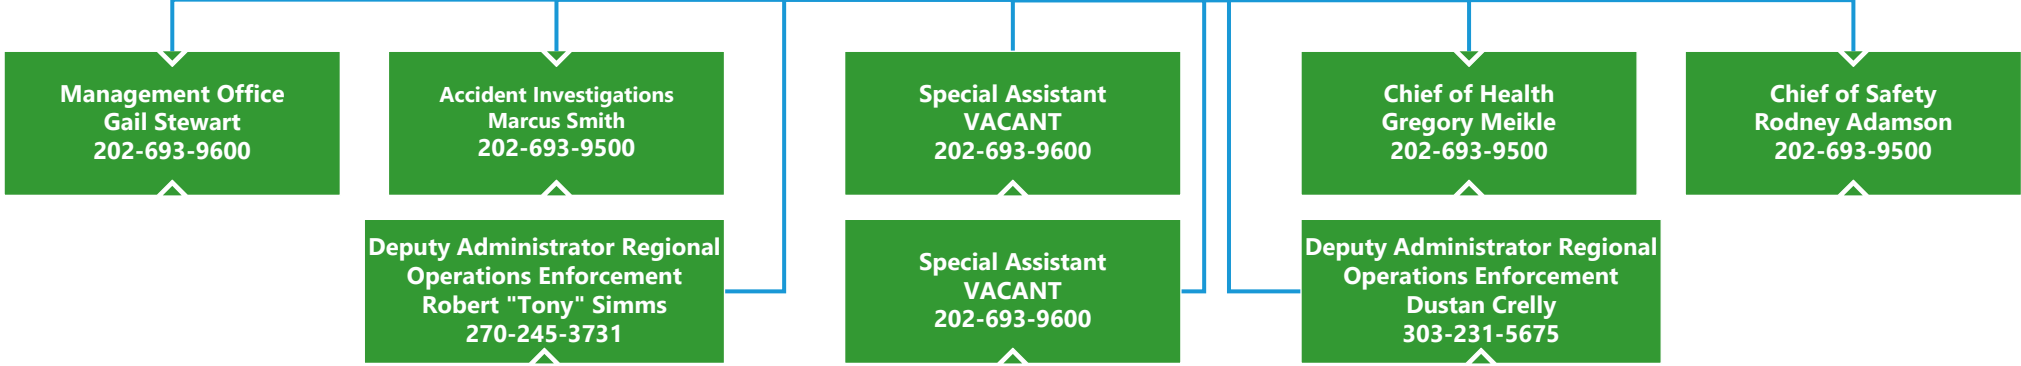 Management Office
Gail Stewart
202-693-9600
Accident Investigations
Marcus Smith
202-693-9500
Special Assistant
VACANT
202-693-9600
Chief of Health
Gregory Meikle
202-693-9500
Chief of Safety
Rodney Adamson
202-693-9500
Deputy Administrator Regional
Operations Enforcement
Robert "Tony" Simms
270-245-3731
Special Assistant
VACANT
202-693-9600
Deputy Administrator Regional
Operations Enforcement
Dustan Crelly
303-231-5675